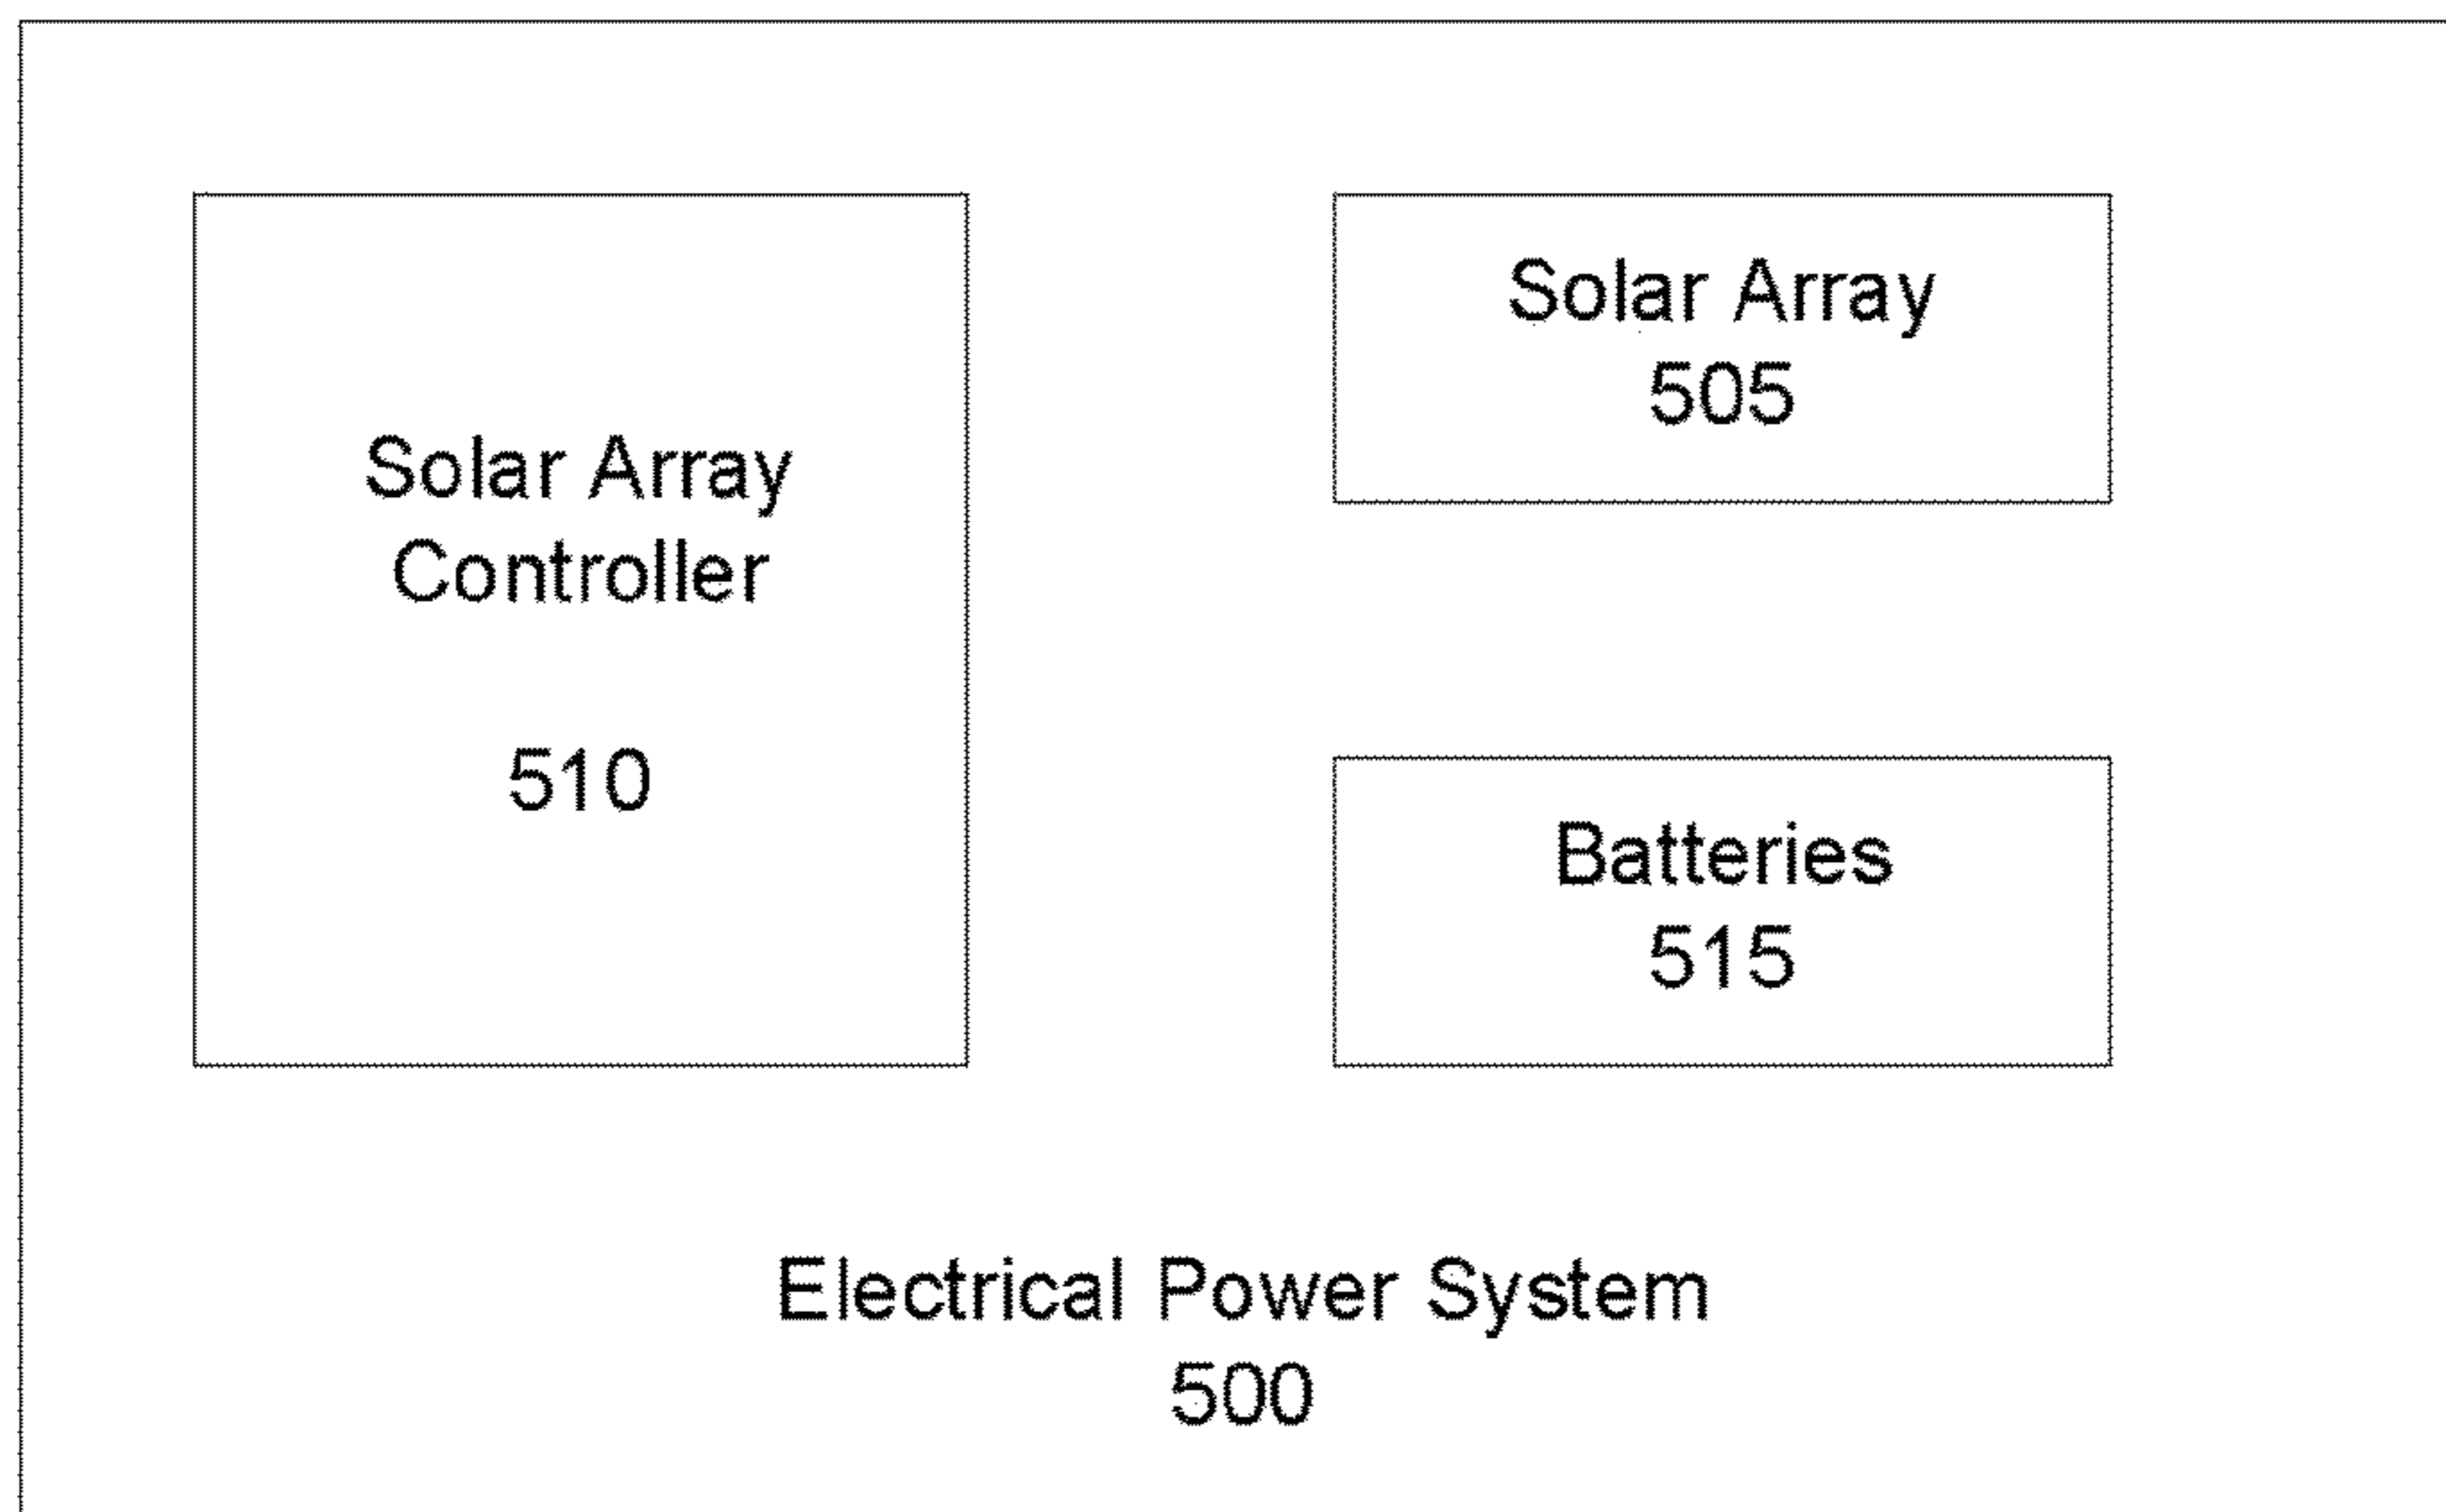 Solar Array
Controller
510
Solar Array
505
Batteries
515
Electrical Power System
500